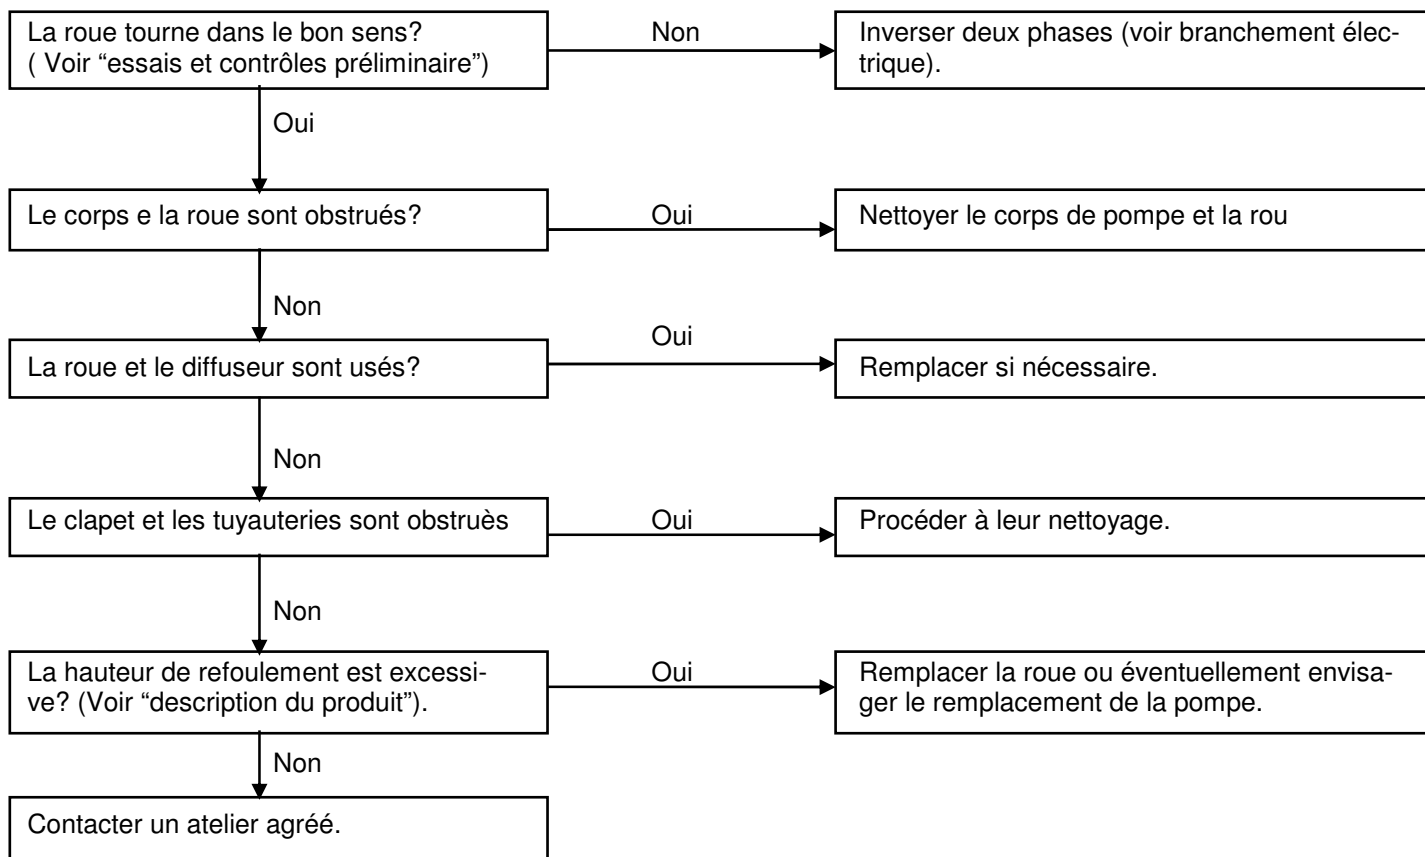 La roue tourne dans le bon sens?
( Voir “essais et contrôles préliminaire”)
Non
Inverser deux phases (voir branchement élec-
trique).
Oui
Le corps e la roue sont obstrués?
Oui
Nettoyer le corps de pompe et la rou
Non
La roue et le diffuseur sont usés?
Oui
Remplacer si nécessaire.
Non
Le clapet et les tuyauteries sont obstruès
Oui
Procéder à leur nettoyage.
Non
La hauteur de refoulement est excessi-
ve? (Voir “description du produit”).
Oui
Remplacer la roue ou éventuellement envisa-
ger le remplacement de la pompe.
Non
Contacter un atelier agréé.